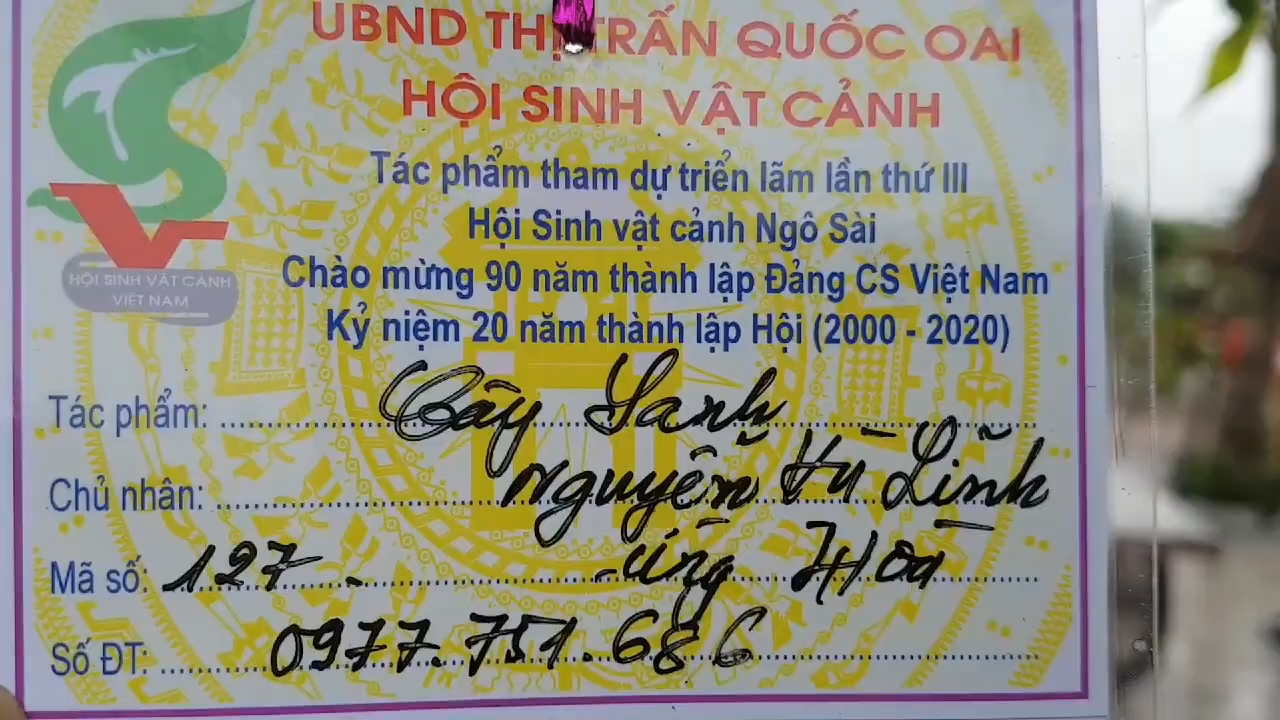 UBND THỊ TRẤN QUỐC OAI
HỘI SINH VẬT CẢNH
Tác phẩm tham dự triển lãm lần thứ III
Hội Sinh vật cảnh Ngô Sài
Chào mừng 90 năm thành lập Đảng CS Việt Nam
Kỷ niệm 20 năm thành lập Hội (2000 - 2020)
HỘI SINH VẬT CẢNH
VIỆT NAM
Tác phẩm: Cây Sanh
Chủ nhân: Nguyễn Hà Lĩnh
Mã số: 127 - ứng Hoà
Số ĐT: 0977.751.686